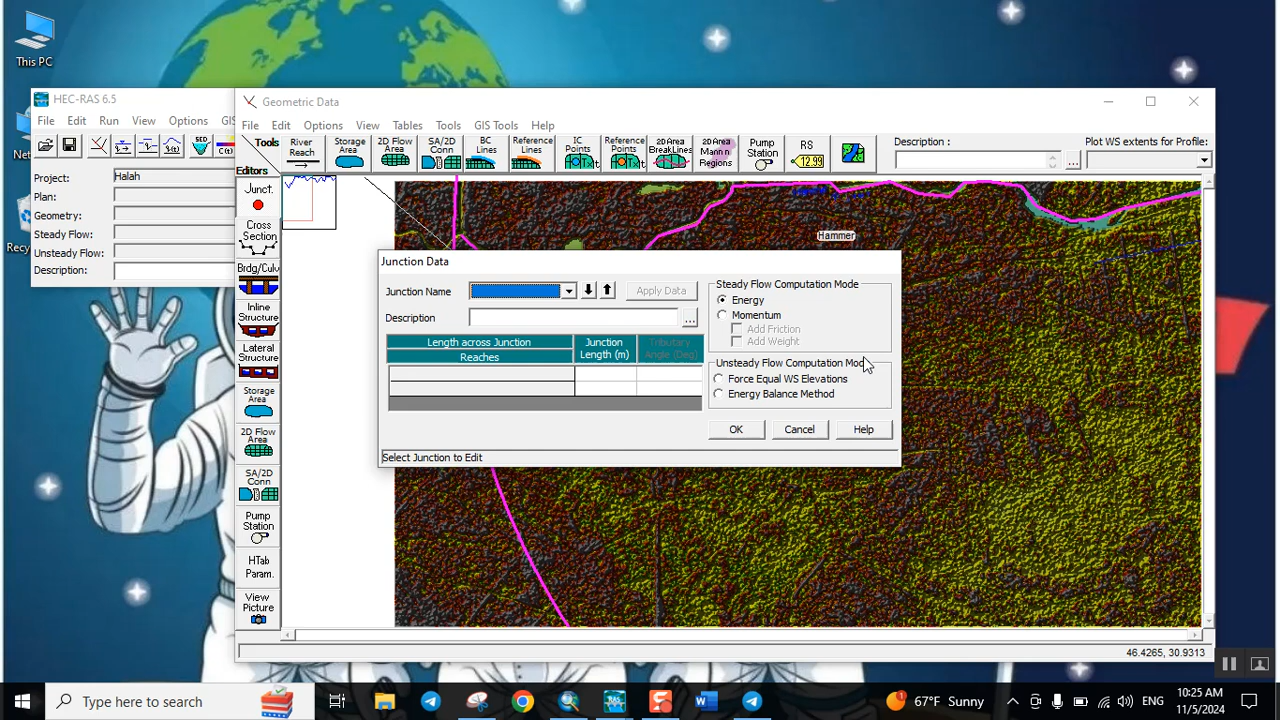 This PC
HEC-RAS 6.5
File Edit Run View Options GIS
Project: Halah
Plan:
Geometry:
Steady Flow:
Unsteady Flow:
Description:
Geometric Data
File Edit Options View Tables Tools GIS Tools Help
Tools
Editors
River Reach
Storage Area
2D Flow Area
SA/2D Conn
BC Lines
Reference Lines
IC Points
Reference Points
2D Area BreakLines
2D Area Mann n Regions
Pump Station
RS
12.99
Description :
...
Plot WS extents for Profile:
Junct.
Cross Section
Brdg/Culv
Inline Structure
Lateral Structure
Storage Area
2D Flow Area
SA/2D Conn
Pump Station
HTab Param.
View Picture
Hammer
Junction Data
Junction Name
Apply Data
Description
...
Length across Junction
Reaches
Junction Length (m)
Tributary Angle (Deg)
Steady Flow Computation Mode
Energy
Momentum
Add Friction
Add Weight
Unsteady Flow Computation Mode
Force Equal WS Elevations
Energy Balance Method
OK
Cancel
Help
Select Junction to Edit
46.4265, 30.9313
Type here to search
1
67°F Sunny
ENG
10:25 AM
11/5/2024